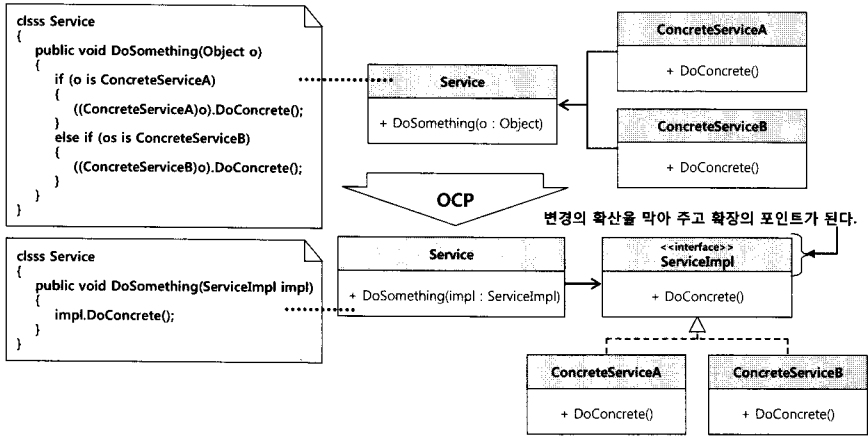 clsss Service
{
public void DoSomething(Object o)
{
if (o is ConcreteServiceA)
{
((ConcreteServiceA)o).DoConcrete();
}
else if (os is ConcreteServiceB)
{
((ConcreteServiceB)o).DoConcrete();
}
}
}
Service
+ DoSomething(o : Object)
ConcreteServiceA
+ DoConcrete()
ConcreteServiceB
+ DoConcrete()
OCP
변경의 확산을 막아 주고 확장의 포인트가 된다.
clsss Service
{
public void DoSomething(ServiceImpl impl)
{
impl.DoConcrete();
}
}
Service
+ DoSomething(impl : ServiceImpl)
<<interface>>
ServiceImpl
+ DoConcrete()
ConcreteServiceA
+ DoConcrete()
ConcreteServiceB
+ DoConcrete()